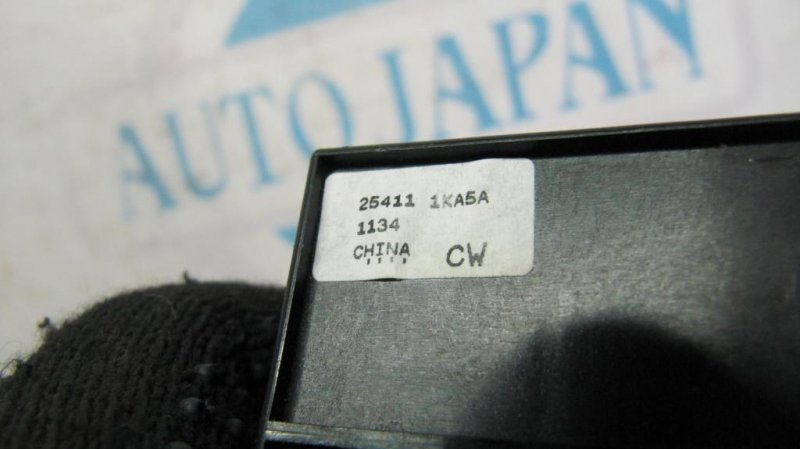 AUTO JAPAN
25411 1KA5A
1134
CHINA CW